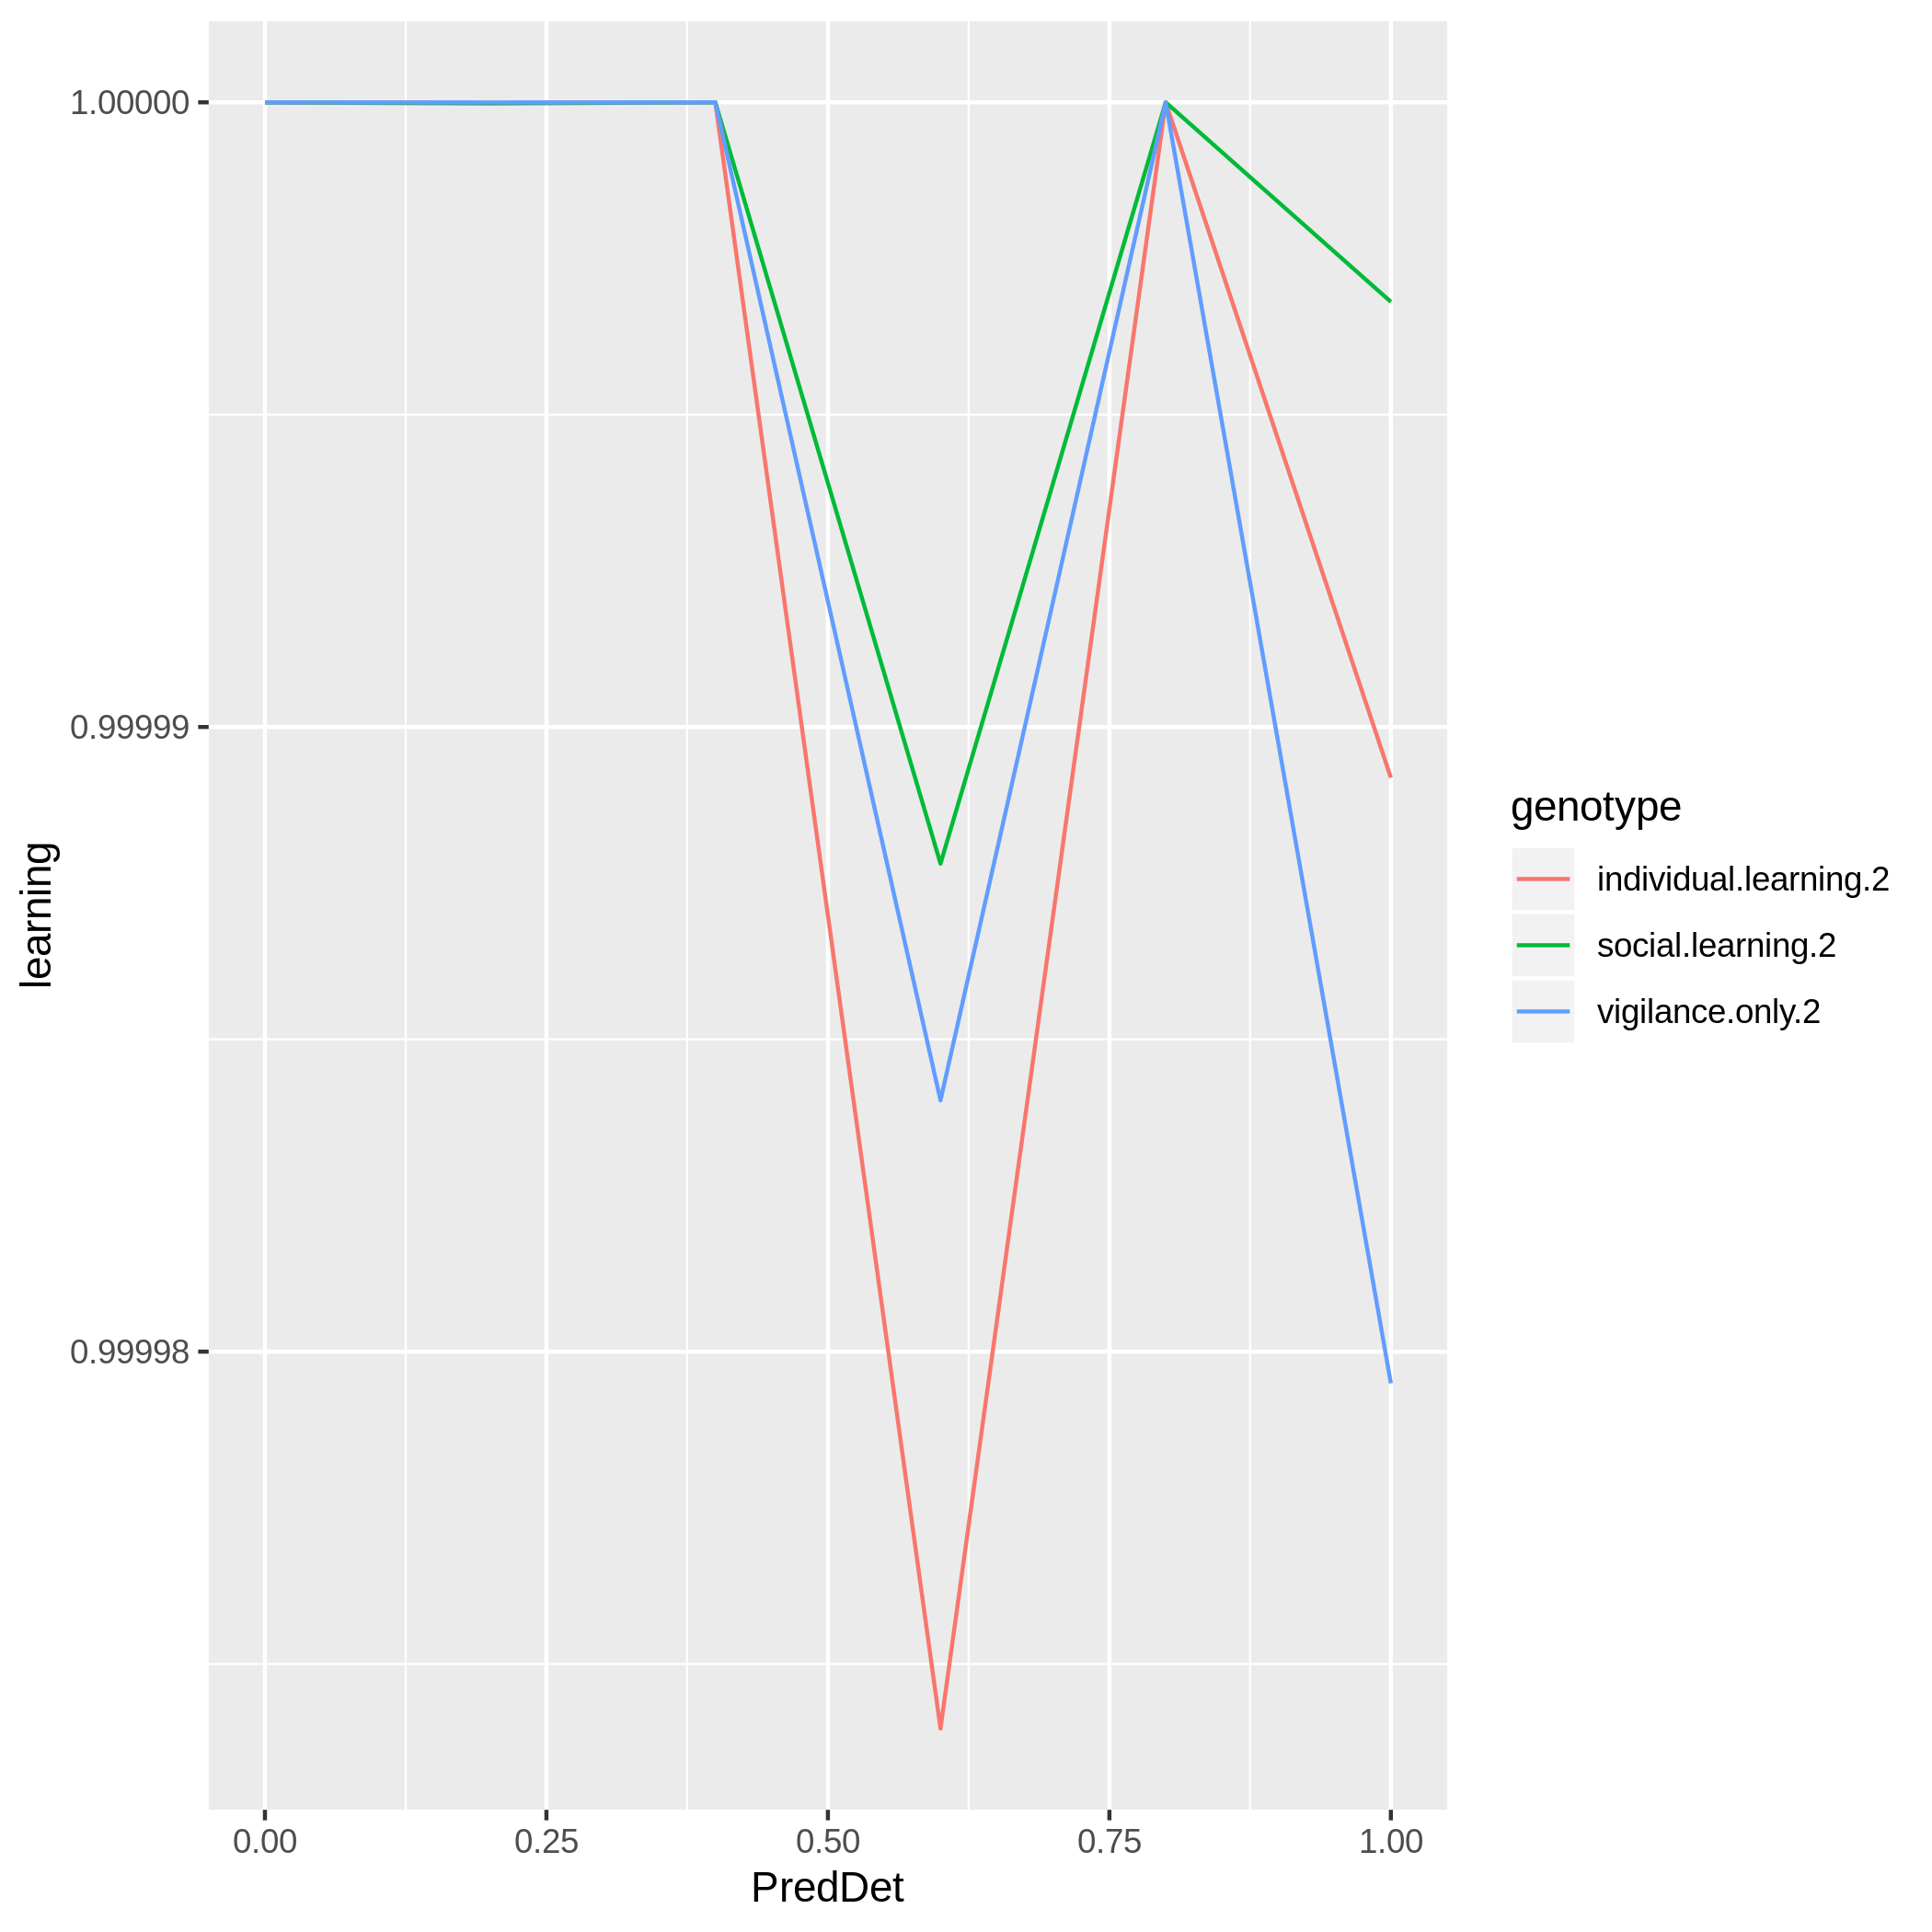 1.00000
0.99999
0.99998
learning
0.00 0.25 0.50 0.75 1.00
PredDet
genotype
individual.learning.2
social.learning.2
vigilance.only.2